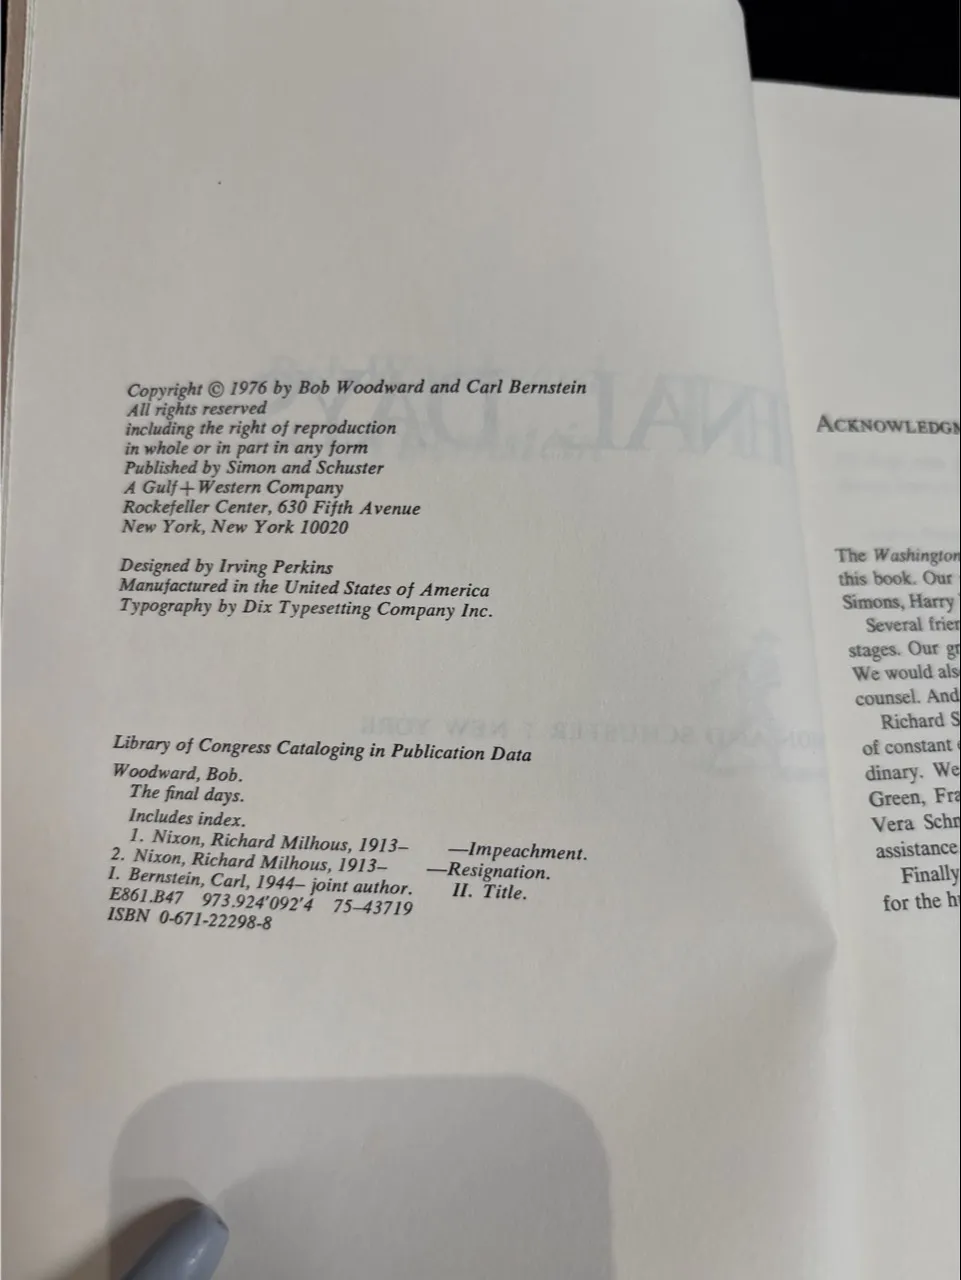 Copyright © 1976 by Bob Woodward and Carl Bernstein
All rights reserved
including the right of reproduction
in whole or in part in any form
Published by Simon and Schuster
A Gulf+Western Company
Rockefeller Center, 630 Fifth Avenue
New York, New York 10020
Designed by Irving Perkins
Manufactured in the United States of America
Typography by Dix Typesetting Company Inc.
Library of Congress Cataloging in Publication Data
Woodward, Bob.
The final days.
Includes index.
1. Nixon, Richard Milhous, 1913– —Impeachment.
2. Nixon, Richard Milhous, 1913– —Resignation.
I. Bernstein, Carl, 1944– joint author. II. Title.
E861.B47 973.924'092'4 75–43719
ISBN 0-671-22298-8
The Washington
this book. Our
Simons, Harry
Several
stages. Our
We would
counsel. And
Richard
of constant
dinary. We
Green,
Vera
assistance
Finally
for the